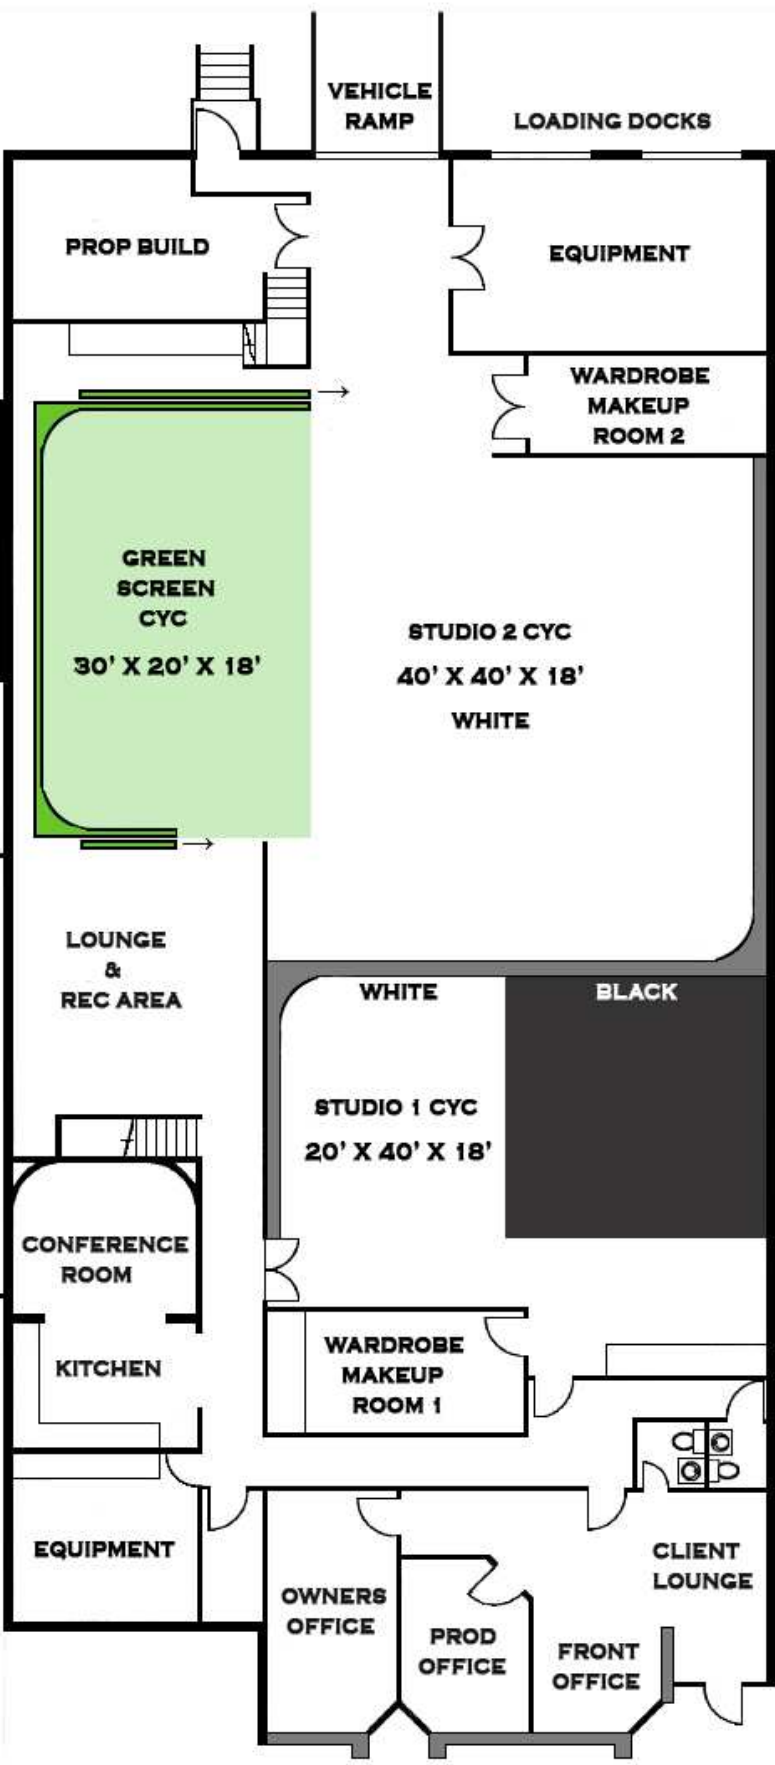 VEHICLE
RAMP
LOADING DOCKS
PROP BUILD
EQUIPMENT
WARDROBE
MAKEUP
ROOM 2
GREEN
SCREEN
CYC
30' X 20' X 18'
STUDIO 2 CYC
40' X 40' X 18'
WHITE
LOUNGE
&
REC AREA
WHITE
BLACK
STUDIO 1 CYC
20' X 40' X 18'
CONFERENCE
ROOM
KITCHEN
WARDROBE
MAKEUP
ROOM 1
EQUIPMENT
OWNERS
OFFICE
PROD
OFFICE
FRONT
OFFICE
CLIENT
LOUNGE